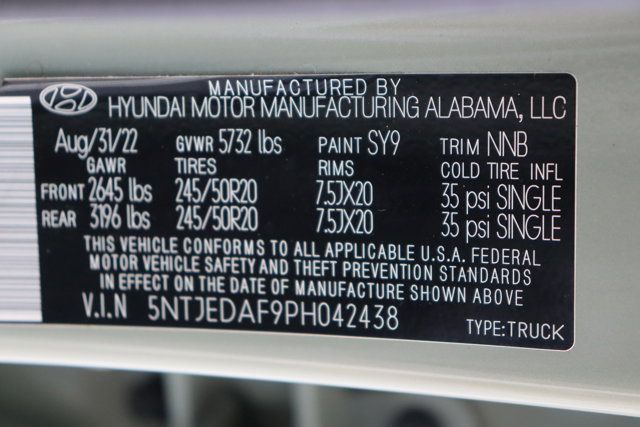 MANUFACTURED BY
HYUNDAI MOTOR MANUFACTURING ALABAMA, LLC
Aug/31/22 GVWR 5732 lbs PAINT SY9 TRIM NNB
GAWR TIRES RIMS COLD TIRE INFL
FRONT 2645 lbs 245/50R20 7.5JX20 35 psi SINGLE
REAR 3196 lbs 245/50R20 7.5JX20 35 psi SINGLE
THIS VEHICLE CONFORMS TO ALL APPLICABLE U.S.A. FEDERAL
MOTOR VEHICLE SAFETY AND THEFT PREVENTION STANDARDS
IN EFFECT ON THE DATE OF MANUFACTURE SHOWN ABOVE
V.I.N 5NTJEDAF9PH042438
TYPE:TRUCK